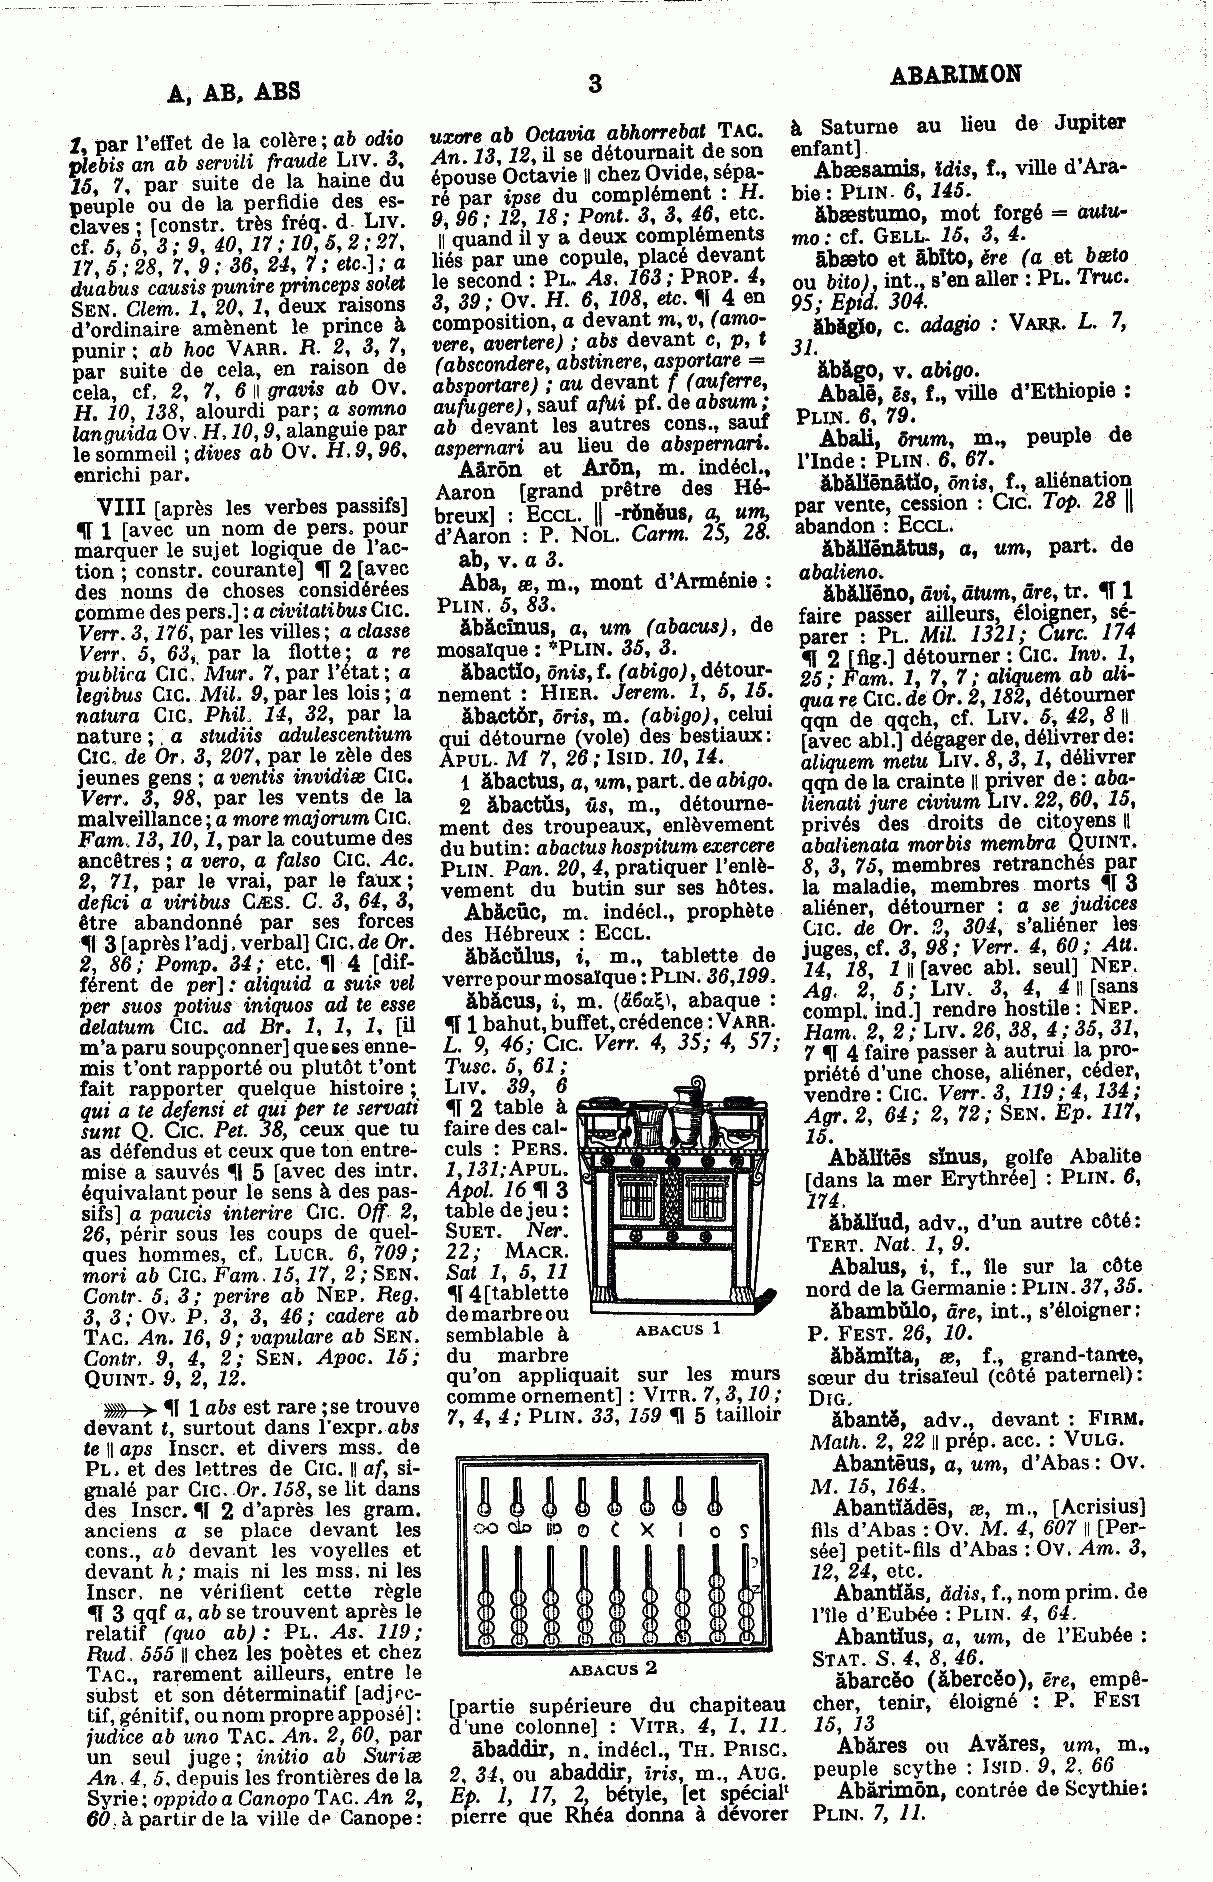 A, AB, ABS
3
ABARIMON
1, par l'effet de la colère ; ab odio
plebis an ab servili fraude LIV. 3,
15, 7, par suite de la haine du
peuple ou de la perfidie des es-
claves ; [constr. très fréq. d. LIV.
cf. 5, 5, 3 ; 9, 40, 17 ; 10, 5, 2 ; 27,
17, 5 ; 28, 7, 9 ; 36, 24, 7 ; etc.] ; a
duabus causis punire princeps solet
SEN. Clem. 1, 20, 1, deux raisons
d'ordinaire amènent le prince à
punir ; ab hoc VARR. R. 2, 3, 7,
par suite de cela, en raison de
cela, cf. 2, 7, 6 || gravis ab OV.
H. 10, 138, alourdi par ; a somno
languida OV. H. 10, 9, alanguie par
le sommeil ; dives ab OV. H. 9, 96,
enrichi par.
VIII [après les verbes passifs]
¶ 1 [avec un nom de pers. pour
marquer le sujet logique de l'ac-
tion ; constr. courante] ¶ 2 [avec
des noms de choses considérées
comme des pers.] : a civitatibus CIC.
Verr. 3, 176, par les villes ; a classe
Verr. 5, 63, par la flotte ; a re
publica CIC. Mur. 7, par l'état ; a
legibus CIC. Mil. 9, par les lois ; a
natura CIC. Phil. 14, 32, par la
nature ; a studiis adulescentium
CIC. de Or. 3, 207, par le zèle des
jeunes gens ; a ventis invidiæ CIC.
Verr. 3, 98, par les vents de la
malveillance ; a more majorum CIC.
Fam. 13, 10, 1, par la coutume des
ancêtres ; a vero, a falso CIC. Ac.
2, 71, par le vrai, par le faux ;
defici a viribus CÆS. C. 3, 64, 3,
être abandonné par ses forces
¶ 3 [après l'adj. verbal] CIC. de Or.
2, 86 ; Pomp. 34 ; etc. ¶ 4 [dif-
férent de per] : aliquid a suis vel
per suos potius iniquos ad te esse
delatum CIC. ad Br. 1, 1, 1, [il
m'a paru soupçonner] que ses enne-
mis t'ont rapporté ou plutôt t'ont
fait rapporter quelque histoire ;
qui a te defensi et qui per te servati
sunt Q. CIC. Pet. 38, ceux que tu
as défendus et ceux que ton entre-
mise a sauvés ¶ 5 [avec des intr.
équivalant pour le sens à des pas-
sifs] a paucis interire CIC. Off. 2,
26, périr sous les coups de quel-
ques hommes, cf. LUCR. 6, 709 ;
mori ab CIC. Fam. 15, 17, 2 ; SEN.
Contr. 5, 3 ; perire ab NEP. Reg.
3, 3 ; OV. P. 3, 3, 46 ; cadere ab
TAC. An. 16, 9 ; vapulare ab SEN.
Contr. 9, 4, 2 ; SEN. Apoc. 15 ;
QUINT. 9, 2, 12.
¶ 1 abs est rare ; se trouve
devant t, surtout dans l'expr. abs
te || aps Inscr. et divers mss. de
PL. et des lettres de CIC. || af, si-
gnalé par CIC. Or. 158, se lit dans
des Inscr. ¶ 2 d'après les gram.
anciens a se place devant les
cons., ab devant les voyelles et
devant h ; mais ni les mss. ni les
Inscr. ne vérifient cette règle
¶ 3 qqf a, ab se trouvent après le
relatif (quo ab) : PL. As. 119 ;
Rud. 555 || chez les poètes et chez
TAC., rarement ailleurs, entre le
subst et son déterminatif [adjec-
tif, génitif, ou nom propre apposé] :
judice ab uno TAC. An. 2, 60, par
un seul juge ; initio ab Suriæ
An. 4, 5, depuis les frontières de la
Syrie ; oppido a Canopo TAC. An 2,
60, à partir de la ville de Canope :
uxore ab Octavia abhorrebat TAC.
An. 13, 12, il se détournait de son
épouse Octavie || chez Ovide, sépa-
ré par ipse du complément : H.
9, 96 ; 12, 18 ; Pont. 3, 3, 46, etc.
|| quand il y a deux compléments
liés par une copule, placé devant
le second : PL. As. 163 ; PROP. 4,
3, 39 ; OV. H. 6, 108, etc. ¶ 4 en
composition, a devant m, v, (amo-
vere, avertere) ; abs devant c, p, t
(abscondere, abstinere, asportare =
absportare) ; au devant f (auferre,
aufugere), sauf afui pf. de absum ;
ab devant les autres cons., sauf
aspernari au lieu de abspernari.
Aārōn et Arōn, m. indécl.,
Aaron [grand prêtre des Hé-
breux] : ECCL. || -rōnēus, a, um,
d'Aaron : P. NOL. Carm. 25, 28.
ab, v. a 3.
Aba, æ, m., mont d'Arménie :
PLIN. 5, 83.
ăbăcīnus, a, um (abacus), de
mosaïque : *PLIN. 35, 3.
ăbactĭo, ōnis, f. (abigo), détour-
nement : HIER. Jerem. 1, 5, 15.
ăbactŏr, ōris, m. (abigo), celui
qui détourne (vole) des bestiaux :
APUL. M 7, 26 ; ISID. 10, 14.
1 ăbactus, a, um, part. de abigo.
2 ăbactŭs, ūs, m., détourne-
ment des troupeaux, enlèvement
du butin : abactus hospitum exercere
PLIN. Pan. 20, 4, pratiquer l'enlè-
vement du butin sur ses hôtes.
Abăcūc, m. indécl., prophète
des Hébreux : ECCL.
ăbăcŭlus, i, m., tablette de
verre pour mosaïque : PLIN. 36, 199.
ăbăcus, i, m. (ἄβαξ), abaque :
¶ 1 bahut, buffet, crédence : VARR.
L. 9, 46 ; CIC. Verr. 4, 35 ; 4, 57 ;
Tusc. 5, 61 ;
LIV. 39, 6
¶ 2 table à
faire des cal-
culs : PERS.
1, 131 ; APUL.
Apol. 16 ¶ 3
table de jeu :
SUET. Ner.
22 ; MACR.
Sat 1, 5, 11
¶ 4 [tablette
de marbre ou
semblable à
du marbre
ABACUS 1
qu'on appliquait sur les murs
comme ornement] : VITR. 7, 3, 10 ;
7, 4, 4 ; PLIN. 33, 159 ¶ 5 tailloir
ABACUS 2
[partie supérieure du chapiteau
d'une colonne] : VITR. 4, 1, 11.
ābaddir, n. indécl., TH. PRISC.
2, 34, ou abaddir, īris, m., AUG.
Ep. 1, 17, 2, bétyle, [et spécialt
pierre que Rhéa donna à dévorer
à Saturne au lieu de Jupiter
enfant].
Abæsamis, ĭdis, f., ville d'Ara-
bie : PLIN. 6, 145.
ăbæstumo, mot forgé = autu-
mo : cf. GELL. 15, 3, 4.
ābæto et ābīto, ĕre (a et bæto
ou bito), int., s'en aller : PL. Truc.
95 ; Epid. 304.
ăbăgĭo, c. adagio : VARR. L. 7,
31.
ăbăgo, v. abigo.
Abalē, ēs, f., ville d'Ethiopie :
PLIN. 6, 79.
Abali, ōrum, m., peuple de
l'Inde : PLIN. 6, 67.
ăbălĭēnātĭo, ōnis, f., aliénation
par vente, cession : CIC. Top. 28 ||
abandon : ECCL.
ăbălĭēnātus, a, um, part. de
abalieno.
ăbălĭēno, āvi, ātum, āre, tr. ¶ 1
faire passer ailleurs, éloigner, sé-
parer : PL. Mil. 1321 ; Curc. 174
¶ 2 [fig.] détourner : CIC. Inv. 1,
25 ; Fam. 1, 7, 7 ; aliquem ab ali-
qua re CIC. de Or. 2, 182, détourner
qqn de qqch, cf. LIV. 5, 42, 8 ||
[avec abl.] dégager de, délivrer de :
aliquem metu LIV. 8, 3, 1, délivrer
qqn de la crainte || priver de : aba-
lienati jure civium LIV. 22, 60, 15,
privés des droits de citoyens ||
abalienata morbis membra QUINT.
8, 3, 75, membres retranchés par
la maladie, membres morts ¶ 3
aliéner, détourner : a se judices
CIC. de Or. 2, 304, s'aliéner les
juges, cf. 3, 98 ; Verr. 4, 60 ; Att.
14, 18, 1 || [avec abl. seul] NEP.
Ag. 2, 5 ; LIV. 3, 4, 4 || [sans
compl. ind.] rendre hostile : NEP.
Ham. 2, 2 ; LIV. 26, 38, 4 ; 35, 31,
7 ¶ 4 faire passer à autrui la pro-
priété d'une chose, aliéner, céder,
vendre : CIC. Verr. 3, 119 ; 4, 134 ;
Agr. 2, 64 ; 2, 72 ; SEN. Ep. 117,
15.
Abălītēs sĭnus, golfe Abalite
[dans la mer Erythrée] : PLIN. 6,
174.
ăbălĭud, adv., d'un autre côté :
TERT. Nat. 1, 9.
Abalus, i, f., île sur la côte
nord de la Germanie : PLIN. 37, 35.
ăbambŭlo, āre, int., s'éloigner :
P. FEST. 26, 10.
ăbămĭta, æ, f., grand-tante,
sœur du trisaïeul (côté paternel) :
DIG.
ăbantĕ, adv., devant : FIRM.
Math. 2, 22 || prép. acc. : VULG.
Abantēus, a, um, d'Abas : OV.
M. 15, 164.
Abantĭădēs, æ, m., [Acrisius]
fils d'Abas : OV. M. 4, 607 || [Per-
sée] petit-fils d'Abas : OV. Am. 3,
12, 24, etc.
Abantĭăs, ădis, f., nom prim. de
l'île d'Eubée : PLIN. 4, 64.
Abantĭus, a, um, de l'Eubée :
STAT. S. 4, 8, 46.
ăbarcĕo (ăbercĕo), ēre, empê-
cher, tenir, éloigné : P. FEST
15, 13
Abăres ou Avăres, um, m.,
peuple scythe : ISID. 9, 2, 66
Abărimōn, contrée de Scythie :
PLIN. 7, 11.